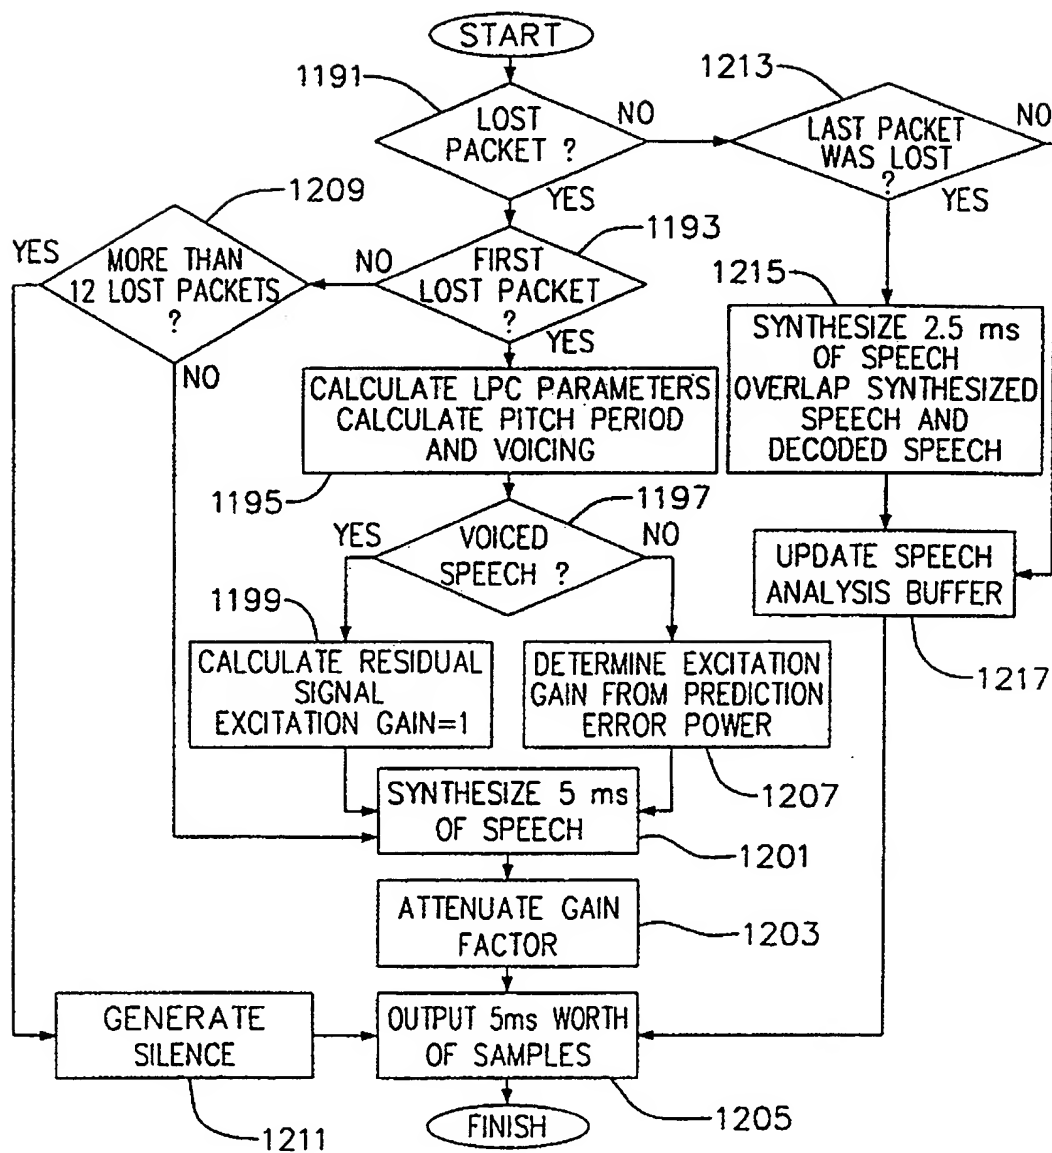 START
1191
LOST
PACKET ?
NO
YES
1213
LAST PACKET
WAS LOST
?
NO
YES
1209
MORE THAN
12 LOST PACKETS
?
YES
NO
1193
FIRST
LOST PACKET
?
NO
YES
1215
SYNTHESIZE 2.5 ms
OF SPEECH
OVERLAP SYNTHESIZED
SPEECH AND
DECODED SPEECH
CALCULATE LPC PARAMETERS
CALCULATE PITCH PERIOD
AND VOICING
1195
1197
VOICED
SPEECH ?
YES
NO
UPDATE SPEECH
ANALYSIS BUFFER
1217
1199
CALCULATE RESIDUAL
SIGNAL
EXCITATION GAIN=1
DETERMINE EXCITATION
GAIN FROM PREDICTION
ERROR POWER
1207
SYNTHESIZE 5 ms
OF SPEECH
1201
ATTENUATE GAIN
FACTOR
1203
GENERATE
SILENCE
1211
OUTPUT 5ms WORTH
OF SAMPLES
1205
FINISH